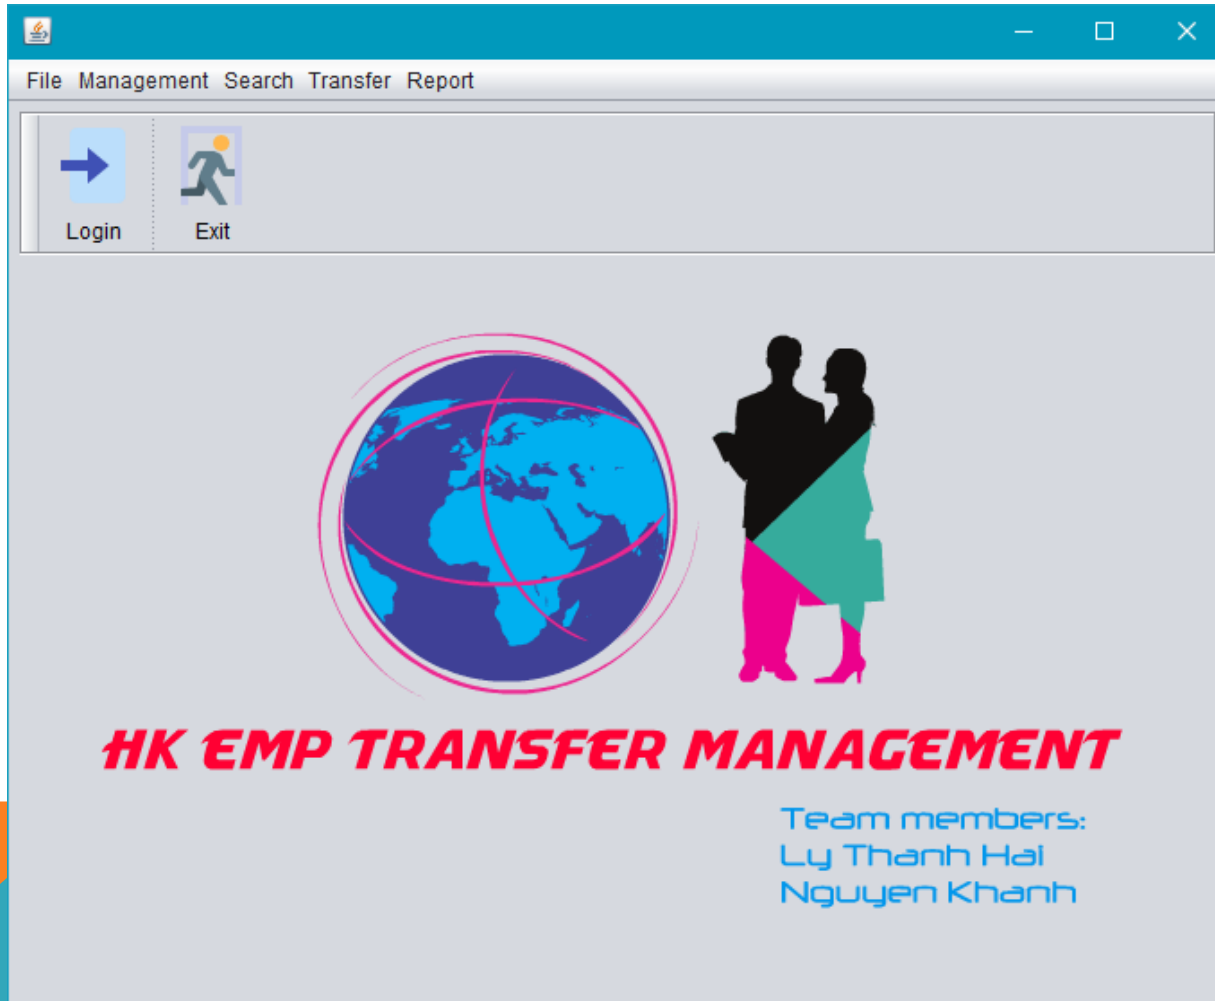 File Management Search Transfer Report
Login Exit
HK EMP TRANSFER MANAGEMENT
Team members:
Ly Thanh Hai
Nguyen Khanh